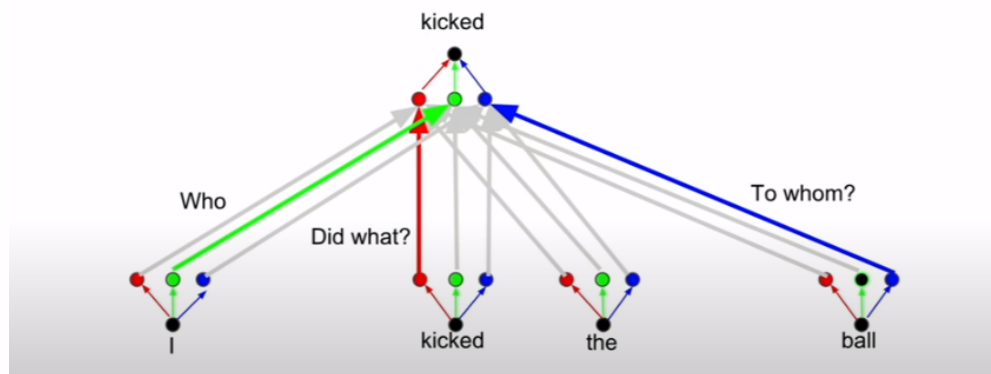 kicked
Who
To whom?
Did what?
I
kicked
the
ball